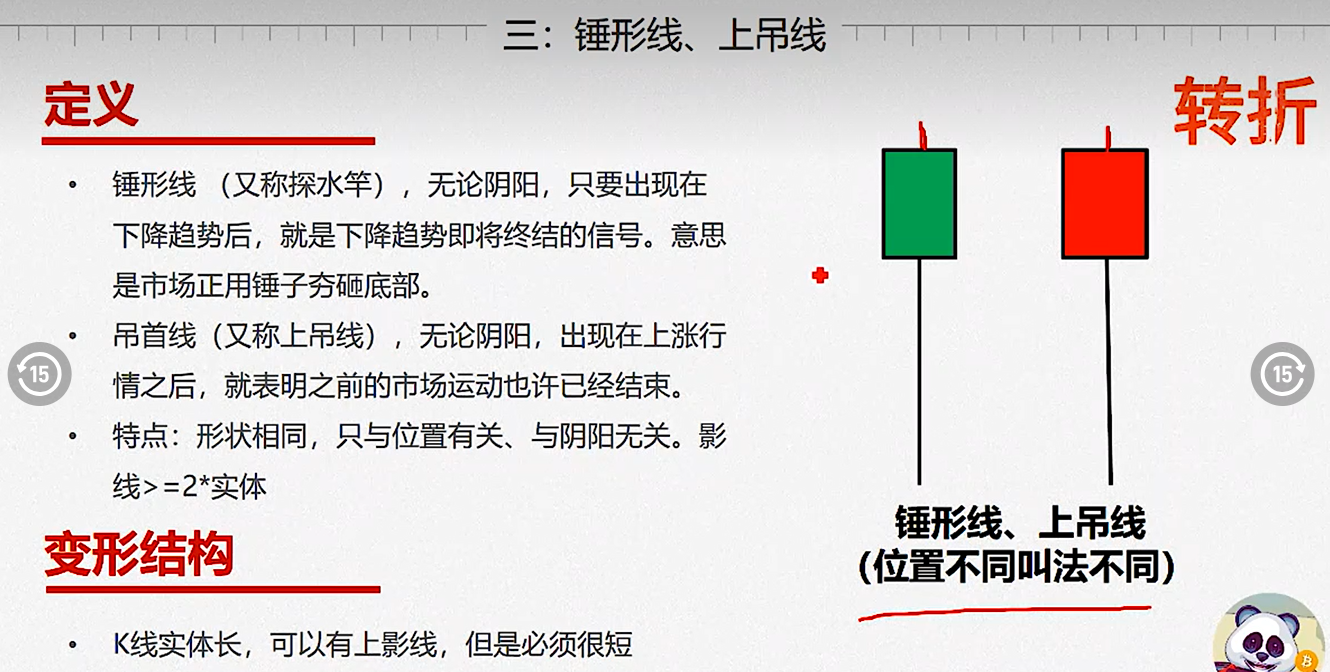 三：锤形线、上吊线
定义
转折
• 锤形线 （又称探水竿），无论阴阳，只要出现在
下降趋势后，就是下降趋势即将终结的信号。意思
是市场正用锤子夯砸底部。
• 吊首线（又称上吊线），无论阴阳，出现在上涨行
情之后，就表明之前的市场运动也许已经结束。
• 特点：形状相同，只与位置有关、与阴阳无关。影
线>=2*实体
15
15
锤形线、上吊线
（位置不同叫法不同）
变形结构
• K线实体长，可以有上影线，但是必须很短